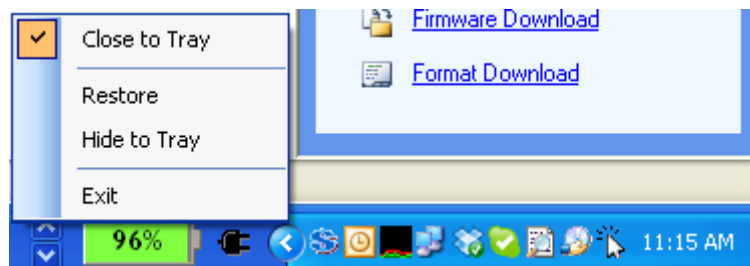 Close to Tray
Restore
Hide to Tray
Exit
Firmware Download
Format Download
96%
11:15 AM